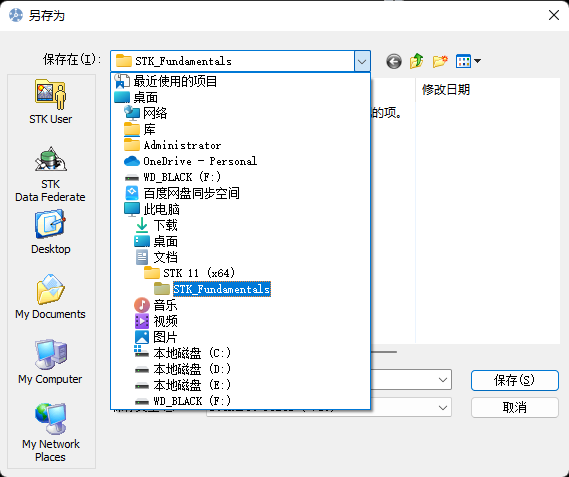 另存为
保存在(I):
STK_Fundamentals
最近使用的项目
桌面
网络
库
Administrator
OneDrive - Personal
WD_BLACK (F:)
百度网盘同步空间
此电脑
下载
桌面
文档
STK 11 (x64)
STK_Fundamentals
音乐
视频
图片
本地磁盘 (C:)
本地磁盘 (D:)
本地磁盘 (E:)
WD_BLACK (F:)
修改日期
的项。
STK User
STK
Data Federate
Desktop
My Documents
My Computer
My Network
Places
保存(S)
取消